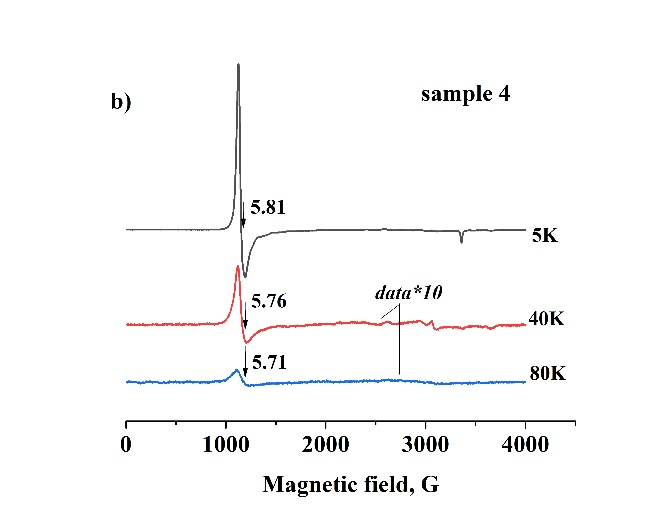 b)
sample 4
5.81
5K
5.76
data*10
40K
5.71
80K
0 1000 2000 3000 4000
Magnetic field, G